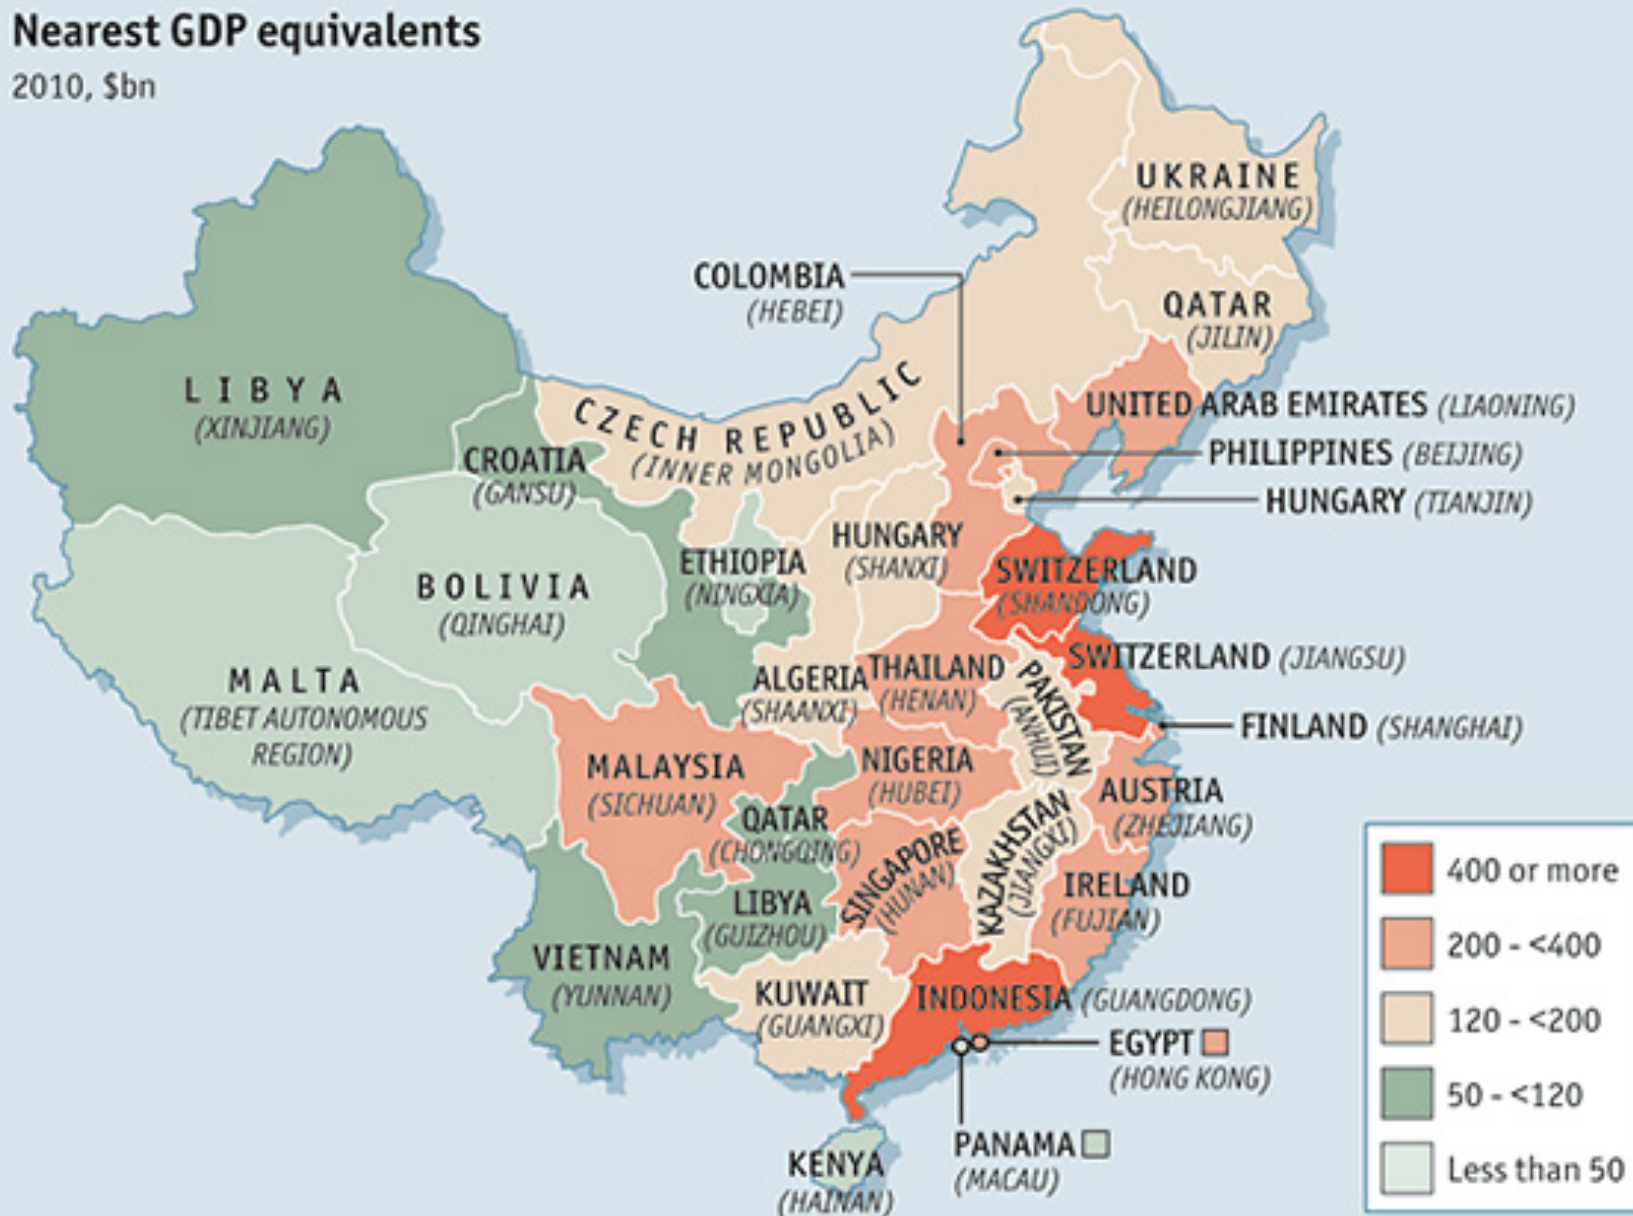 Nearest GDP equivalents
2010, $bn
UKRAINE
(HEILONGJIANG)
COLOMBIA
(HEBEI)
QATAR
(JILIN)
LIBYA
(XINJIANG)
CZECH REPUBLIC
(INNER MONGOLIA)
UNITED ARAB EMIRATES (LIAONING)
PHILIPPINES (BEIJING)
CROATIA
(GANSU)
HUNGARY (TIANJIN)
HUNGARY
(SHANXI)
ETHIOPIA
(NINGXIA)
SWITZERLAND
(SHANDONG)
BOLIVIA
(QINGHAI)
SWITZERLAND (JIANGSU)
MALTA
(TIBET AUTONOMOUS
REGION)
ALGERIA
(SHAANXI)
THAILAND
(HENAN)
PAKISTAN
(ANHUI)
FINLAND (SHANGHAI)
MALAYSIA
(SICHUAN)
NIGERIA
(HUBEI)
AUSTRIA
(ZHEJIANG)
QATAR
(CHONGQING)
SINGAPORE
(HUNAN)
KAZAKHSTAN
(JIANGXI)
IRELAND
(FUJIAN)
LIBYA
(GUIZHOU)
VIETNAM
(YUNNAN)
KUWAIT
(GUANGXI)
INDONESIA (GUANGDONG)
EGYPT
(HONG KONG)
PANAMA
(MACAU)
KENYA
(HAINAN)
400 or more
200 - <400
120 - <200
50 - <120
Less than 50